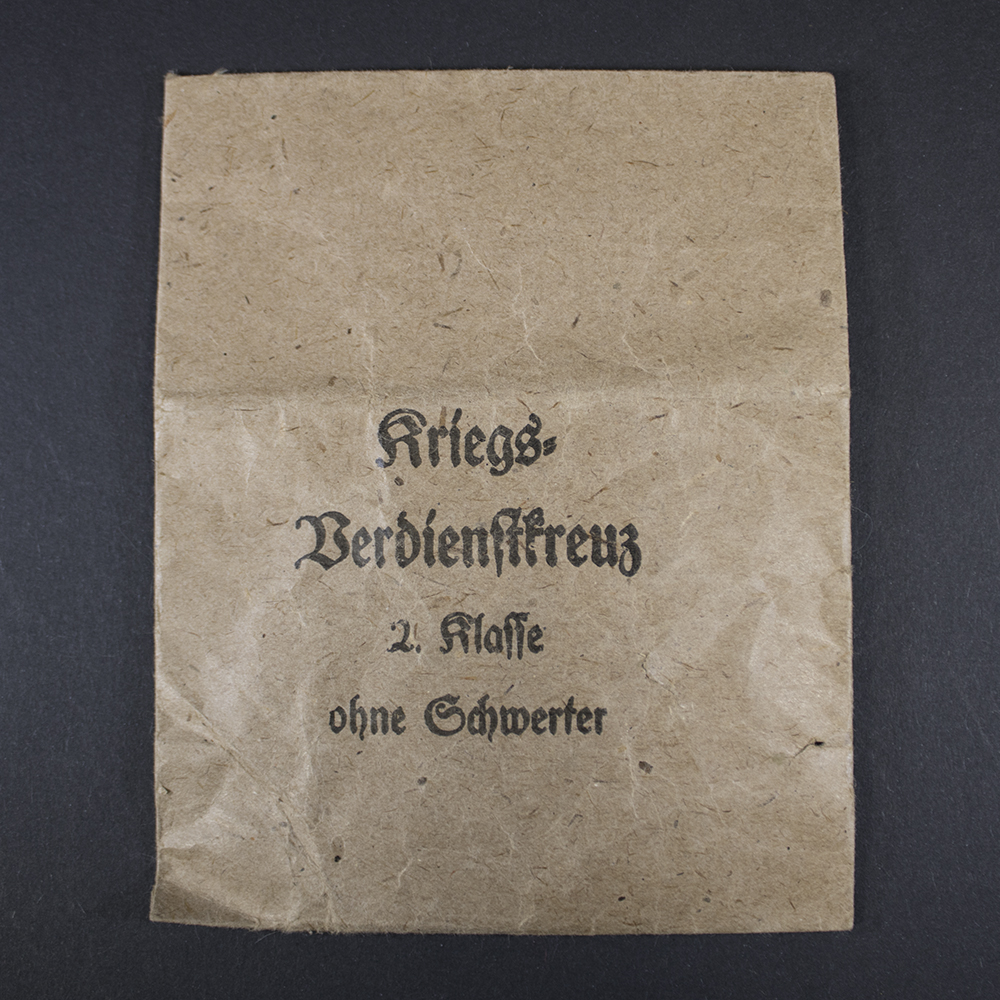 Kriegs-
Verdienſtkreuz
2. Klaſſe
ohne Schwerter